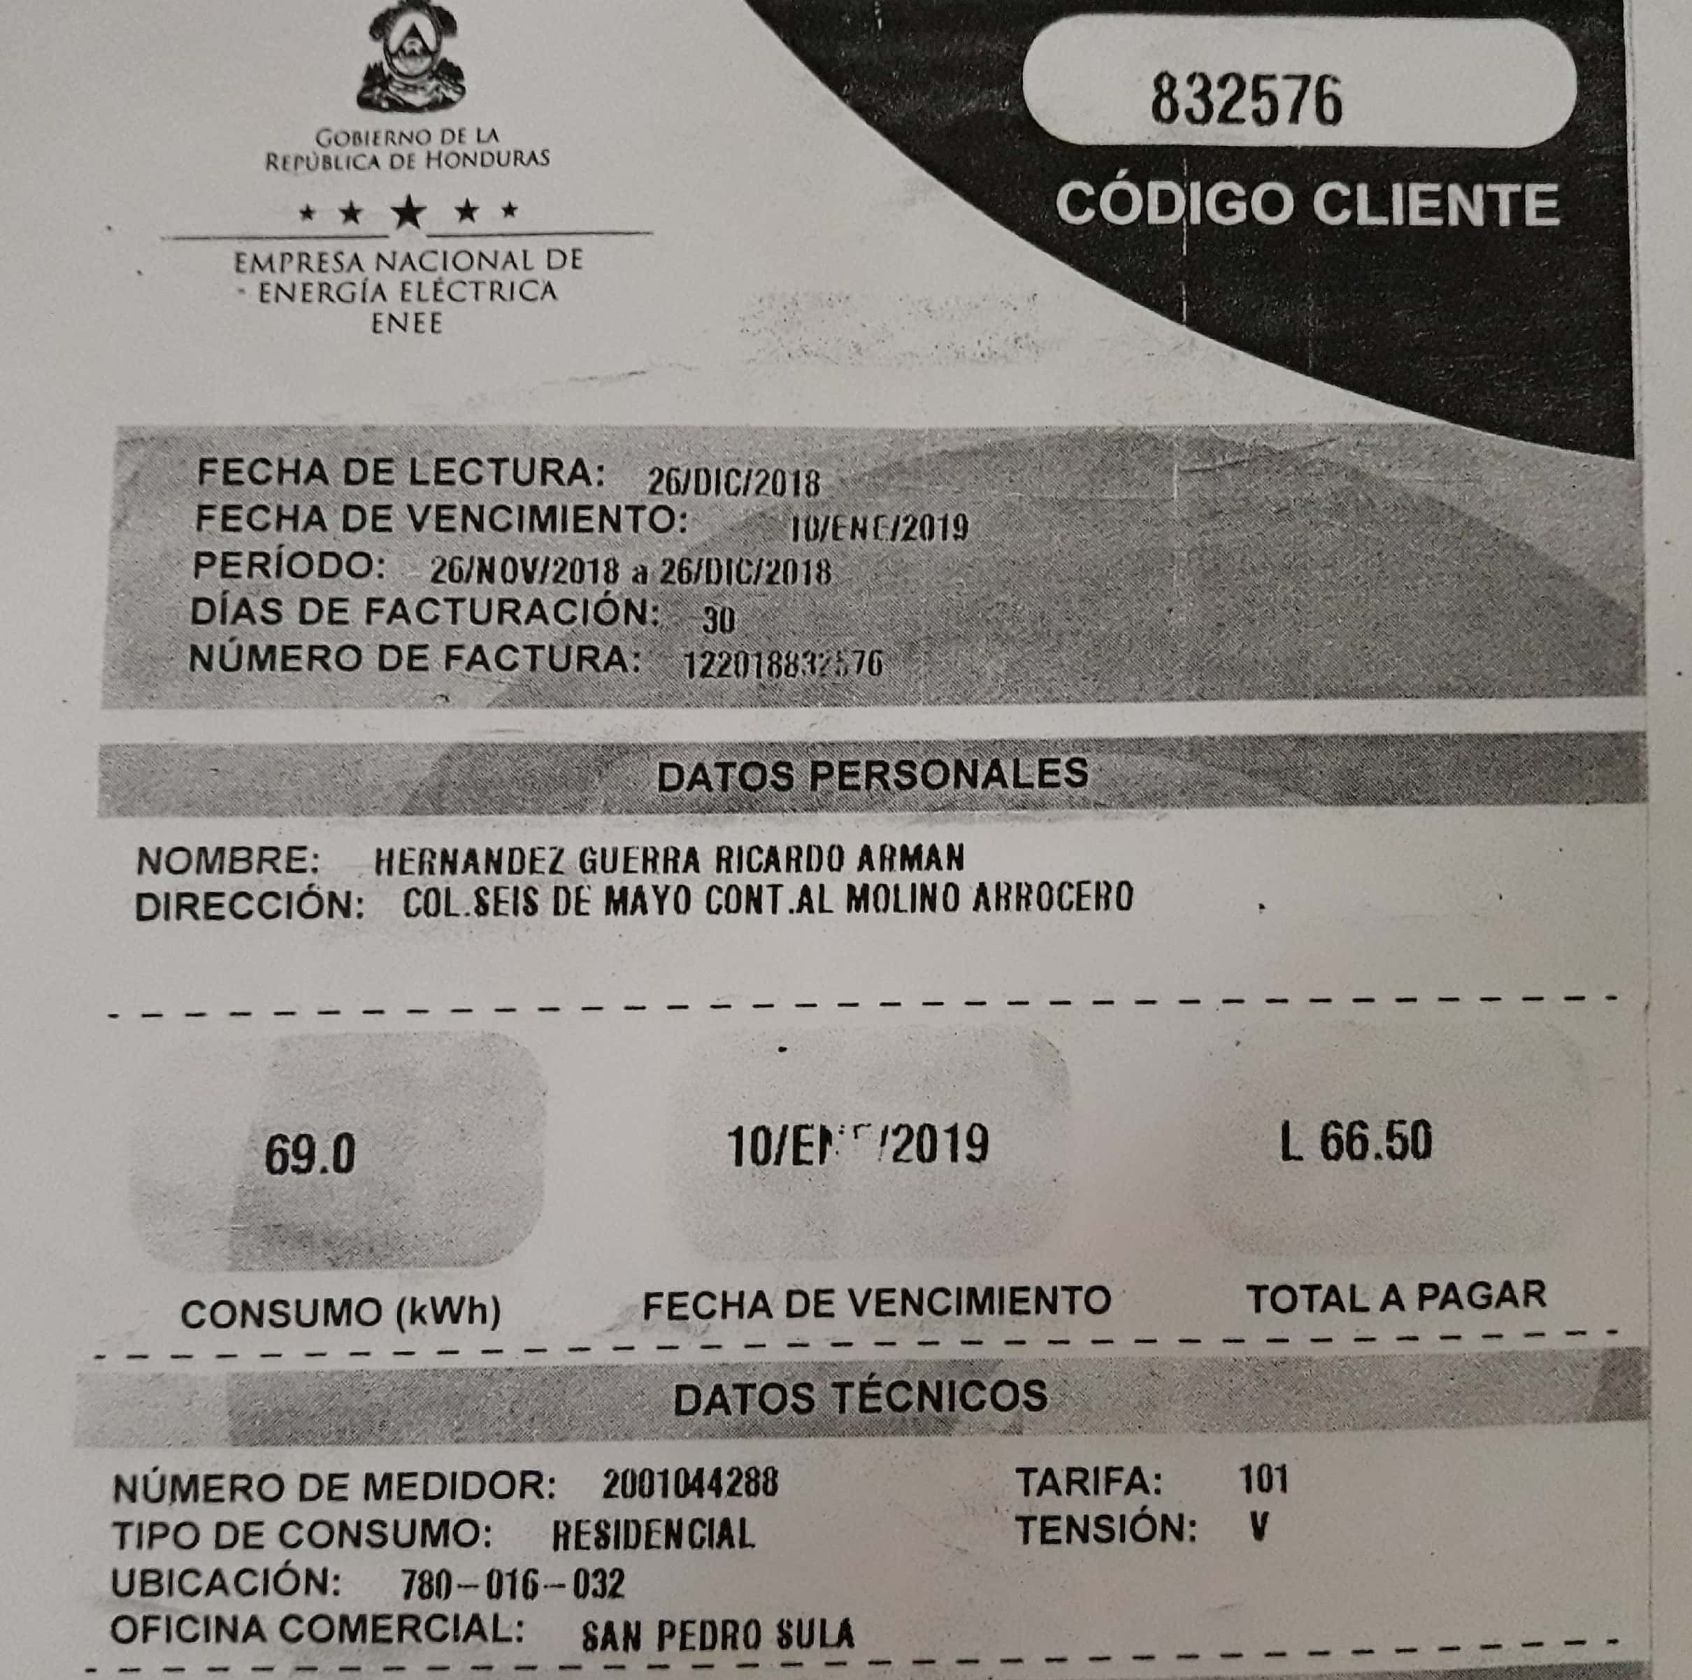 832576
CÓDIGO CLIENTE
GOBIERNO DE LA
REPÚBLICA DE HONDURAS
EMPRESA NACIONAL DE
ENERGÍA ELÉCTRICA
ENEE
FECHA DE LECTURA: 26/DIC/2018
FECHA DE VENCIMIENTO: 10/ENE/2019
PERÍODO: 26/NOV/2018 a 26/DIC/2018
DÍAS DE FACTURACIÓN: 30
NÚMERO DE FACTURA: 122018832576
DATOS PERSONALES
NOMBRE: HERNANDEZ GUERRA RICARDO ARMAN
DIRECCIÓN: COL.SEIS DE MAYO CONT.AL MOLINO ARROCERO
69.0 10/ENE/2019 L 66.50
CONSUMO (kWh) FECHA DE VENCIMIENTO TOTAL A PAGAR
DATOS TÉCNICOS
NÚMERO DE MEDIDOR: 2001044288 TARIFA: 101
TIPO DE CONSUMO: RESIDENCIAL TENSIÓN: V
UBICACIÓN: 780-016-032
OFICINA COMERCIAL: SAN PEDRO SULA